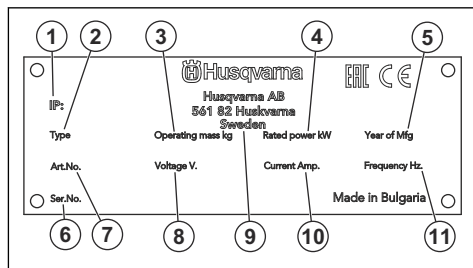 1 2 3 4 5
Husqvarna EAC CE
IP:
Husqvarna AB
561 82 Huskvarna
Sweden
Type Operating mass kg Rated power kW Year of Mfg
Art.No. Voltage V. Current Amp. Frequency Hz.
Ser.No. Made in Bulgaria
6 7 8 9 10 11